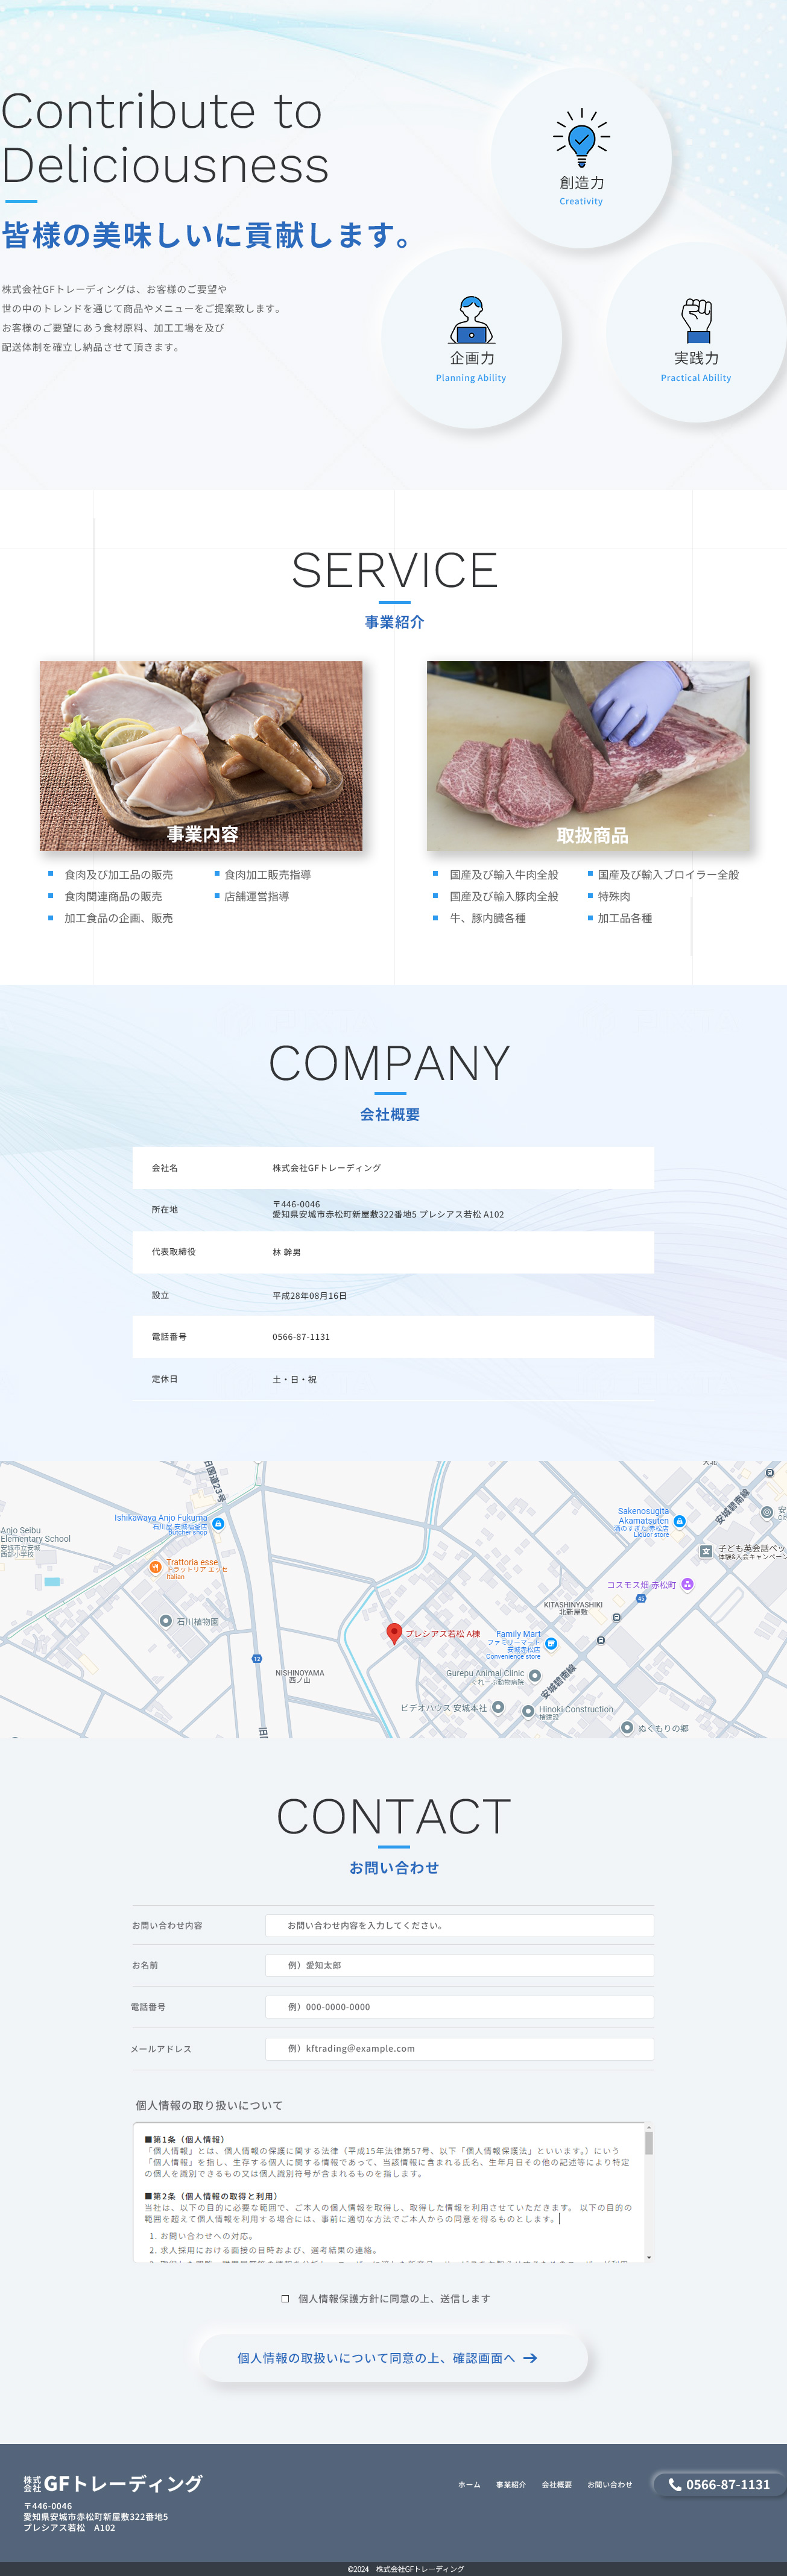 Contribute to
Deliciousness
皆様の美味しいに貢献します。
株式会社GFトレーディングは、お客様のご要望や
世の中のトレンドを通じて商品やメニューをご提案致します。
お客様のご要望にあう食材原料、加工工場を及び
配送体制を確立し納品させて頂きます。
創造力
Creativity
企画力
Planning Ability
実践力
Practical Ability
SERVICE
事業紹介
事業内容
食肉及び加工品の販売
食肉関連商品の販売
加工食品の企画、販売
食肉加工販売指導
店舗運営指導
取扱商品
国産及び輸入牛肉全般
国産及び輸入豚肉全般
牛、豚内臓各種
国産及び輸入ブロイラー全般
特殊肉
加工品各種
COMPANY
会社概要
会社名 株式会社GFトレーディング
所在地 〒446-0046
愛知県安城市赤松町新屋敷322番地5 プレシアス若松 A102
代表取締役 林 幹男
設立 平成28年08月16日
電話番号 0566-87-1131
定休日 土・日・祝
国道23号
Ishikawaya Anjo Fukuma
石川屋 安城福釜店
Butcher shop
Anjo Seibu
Elementary School
安城市立安城
西部小学校
Trattoria esse
トラットリア エッセ
Italian
石川植物園
12
NISHINOYAMA
西ノ山
プレシアス若松 A棟
Sakenosugita
Akamatsuten
酒のすぎた 赤松店
Liquor store
安城碧南線
子ども英会話ペッ
体験&入会キャンペーン
コスモス畑 赤松町
45
KITASHINYASHIKI
北新屋敷
Family Mart
ファミリーマート
安城赤松店
Convenience store
Gurepu Animal Clinic
ぐれーぷ動物病院
安城碧南線
ビデオハウス 安城本社
Hinoki Construction
檜建設
ぬくもりの郷
CONTACT
お問い合わせ
お問い合わせ内容 お問い合わせ内容を入力してください。
お名前 例）愛知太郎
電話番号 例）000-0000-0000
メールアドレス 例）kftrading@example.com
個人情報の取り扱いについて
■第1条（個人情報）
「個人情報」とは、個人情報の保護に関する法律（平成15年法律第57号、以下「個人情報保護法」といいます。）にいう
「個人情報」を指し、生存する個人に関する情報であって、当該情報に含まれる氏名、生年月日その他の記述等により特定
の個人を識別できるもの又は個人識別符号が含まれるものを指します。
■第2条（個人情報の取得と利用）
当社は、以下の目的に必要な範囲で、ご本人の個人情報を取得し、取得した情報を利用させていただきます。 以下の目的の
範囲を超えて個人情報を利用する場合には、事前に適切な方法でご本人からの同意を得るものとします。
1. お問い合わせへの対応。
2. 求人採用における面接の日時および、選考結果の連絡。
個人情報保護方針に同意の上、送信します
個人情報の取扱いについて同意の上、確認画面へ
株式会社GFトレーディング
〒446-0046
愛知県安城市赤松町新屋敷322番地5
プレシアス若松 A102
ホーム 事業紹介 会社概要 お問い合わせ 0566-87-1131
©2024 株式会社GFトレーディング